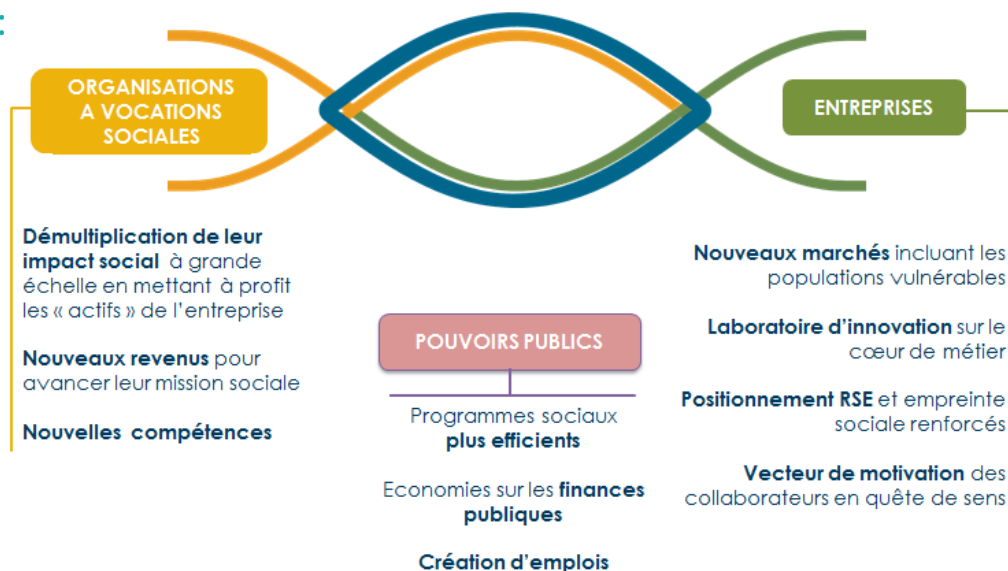 :
ORGANISATIONS
A VOCATIONS
SOCIALES
Démultiplication de leur
impact social à grande
échelle en mettant à profit
les « actifs » de l'entreprise
Nouveaux revenus pour
avancer leur mission sociale
Nouvelles compétences
POUVOIRS PUBLICS
Programmes sociaux
plus efficients
Economies sur les finances
publiques
Création d'emplois
ENTREPRISES
Nouveaux marchés incluant les
populations vulnérables
Laboratoire d'innovation sur le
cœur de métier
Positionnement RSE et empreinte
sociale renforcés
Vecteur de motivation des
collaborateurs en quête de sens